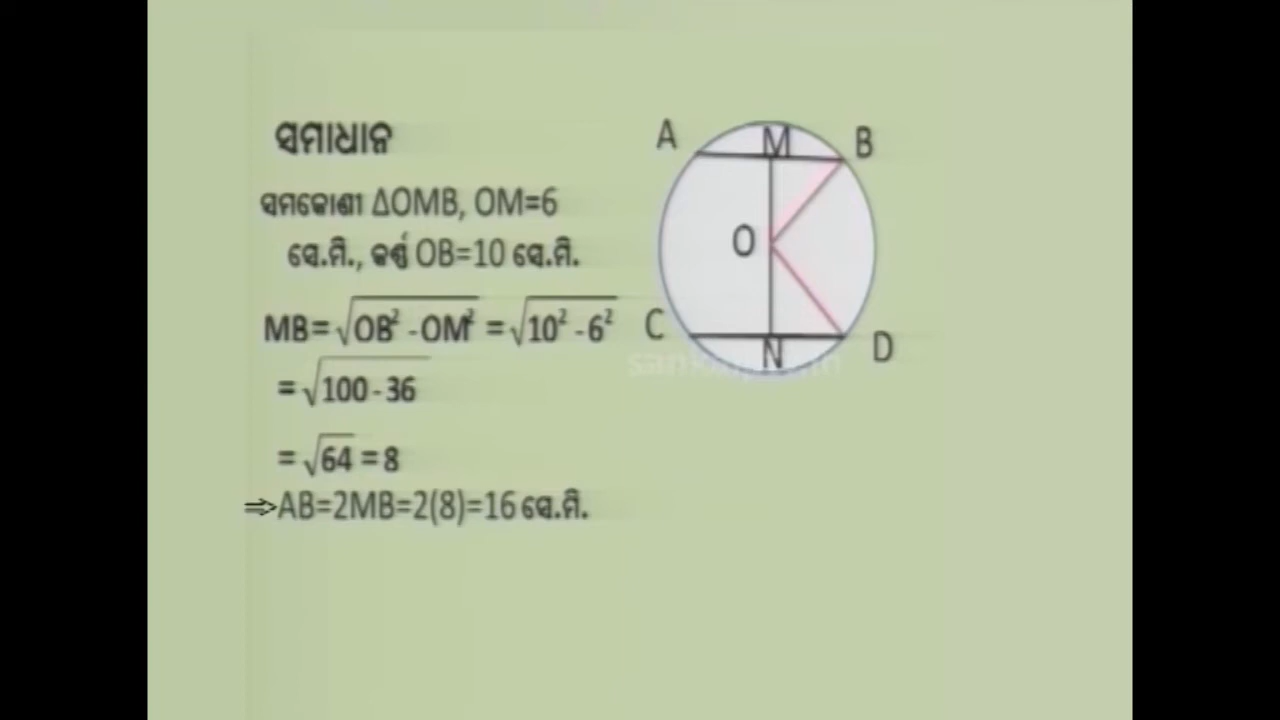 ସମାଧାନ
ସମକୋଣୀ ΔOMB, OM=6
ସେ.ମି., କର୍ଣ୍ଣ OB=10 ସେ.ମି.
MB=√OB² -OM² =√10² -6²
=√100 - 36
=√64 =8
⇒AB=2MB=2(8)=16 ସେ.ମି.
A
M
B
O
C
N
D